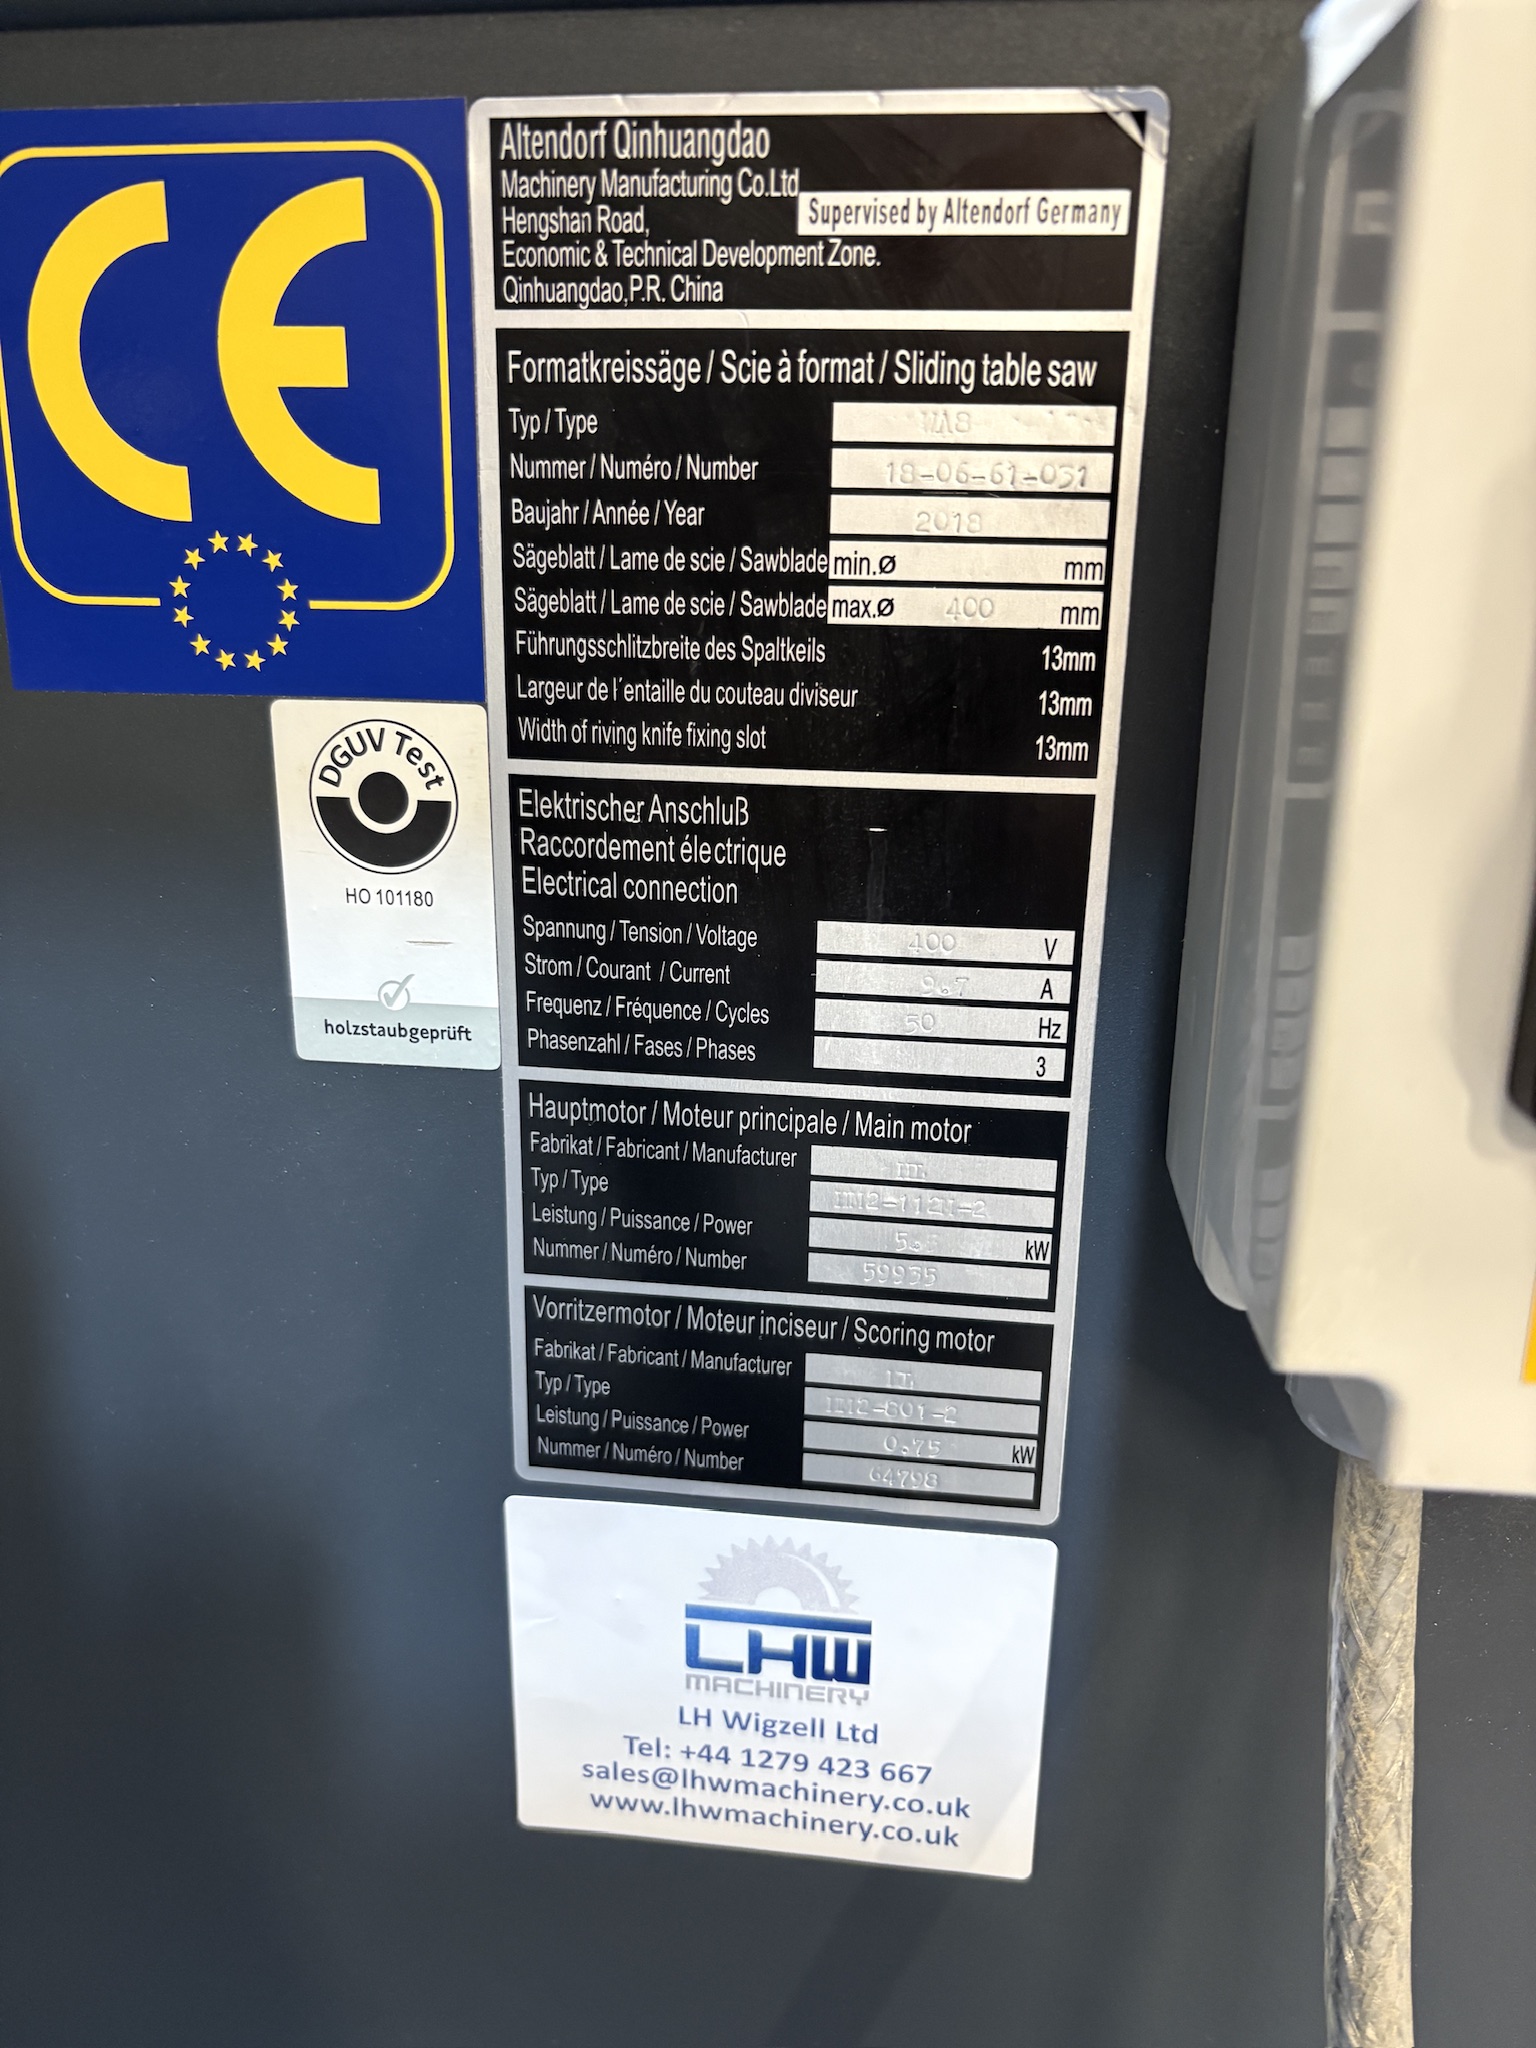 CE
Altendorf Qinhuangdao
Machinery Manufacturing Co.Ltd
Supervised by Altendorf Germany
Hengshan Road,
Economic & Technical Development Zone.
Qinhuangdao,P.R. China
Formatkreissäge / Scie à format / Sliding table saw
Typ / Type WA8
Nummer / Numéro / Number 18-06-61-031
Baujahr / Année / Year 2018
Sägeblatt / Lame de scie / Sawblade min.ø mm
Sägeblatt / Lame de scie / Sawblade max.ø 400 mm
Führungsschlitzbreite des Spaltkeils 13mm
Largeur de l´entaille du couteau diviseur 13mm
Width of riving knife fixing slot 13mm
DGUV Test
HO 101180
holzstaubgeprüft
Elektrischer Anschluß
Raccordement électrique
Electrical connection
Spannung / Tension / Voltage 400 V
Strom / Courant / Current 9.7 A
Frequenz / Fréquence / Cycles 50 Hz
Phasenzahl / Fases / Phases 3
Hauptmotor / Moteur principale / Main motor
Fabrikat / Fabricant / Manufacturer
Typ / Type
Leistung / Puissance / Power kW
Nummer / Numéro / Number 59935
Vorritzermotor / Moteur inciseur / Scoring motor
Fabrikat / Fabricant / Manufacturer
Typ / Type
Leistung / Puissance / Power 0.75 kW
Nummer / Numéro / Number 64798
LHW
MACHINERY
LH Wigzell Ltd
Tel: +44 1279 423 667
sales@lhwmachinery.co.uk
www.lhwmachinery.co.uk